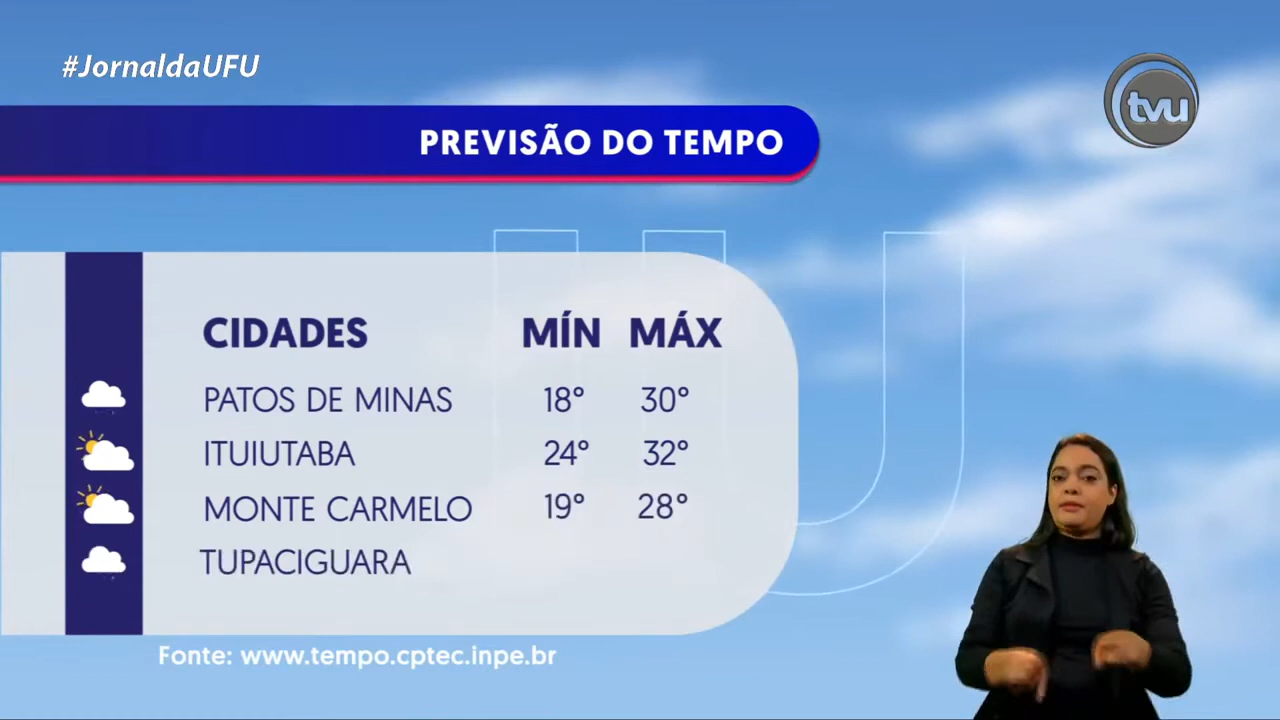 #JornaldaUFU
tvu
PREVISÃO DO TEMPO
CIDADES MÍN MÁX
PATOS DE MINAS 18° 30°
ITUIUTABA 24° 32°
MONTE CARMELO 19° 28°
TUPACIGUARA
Fonte: www.tempo.cptec.inpe.br